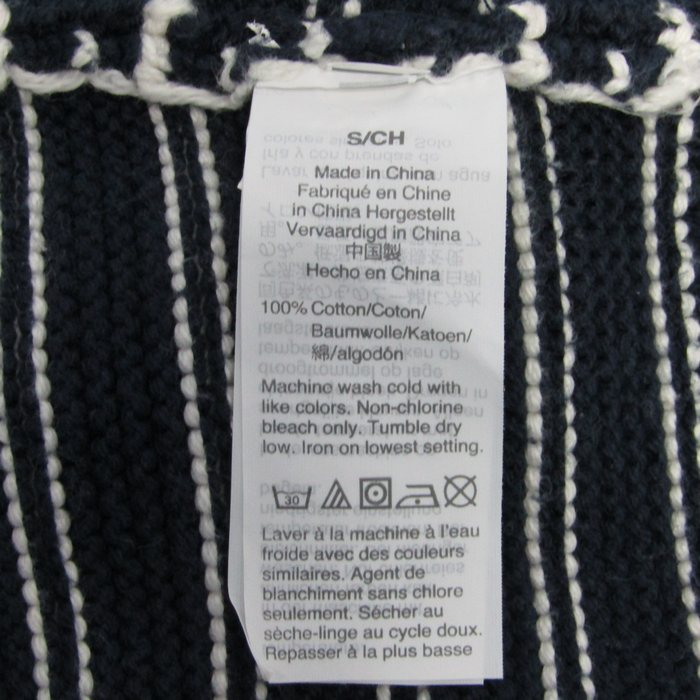 S/CH
Made in China
Fabriqué en Chine
in China Hergestellt
Vervaardigd in China
中国製
Hecho en China
100% Cotton/Coton/
Baumwolle/Katoen/
綿/algodón
Machine wash cold with
like colors. Non-chlorine
bleach only. Tumble dry
low. Iron on lowest setting.
30
Laver à la machine à l'eau
froide avec des couleurs
similaires. Agent de
blanchiment sans chlore
seulement. Sécher au
sèche-linge au cycle doux.
Repasser à la plus basse